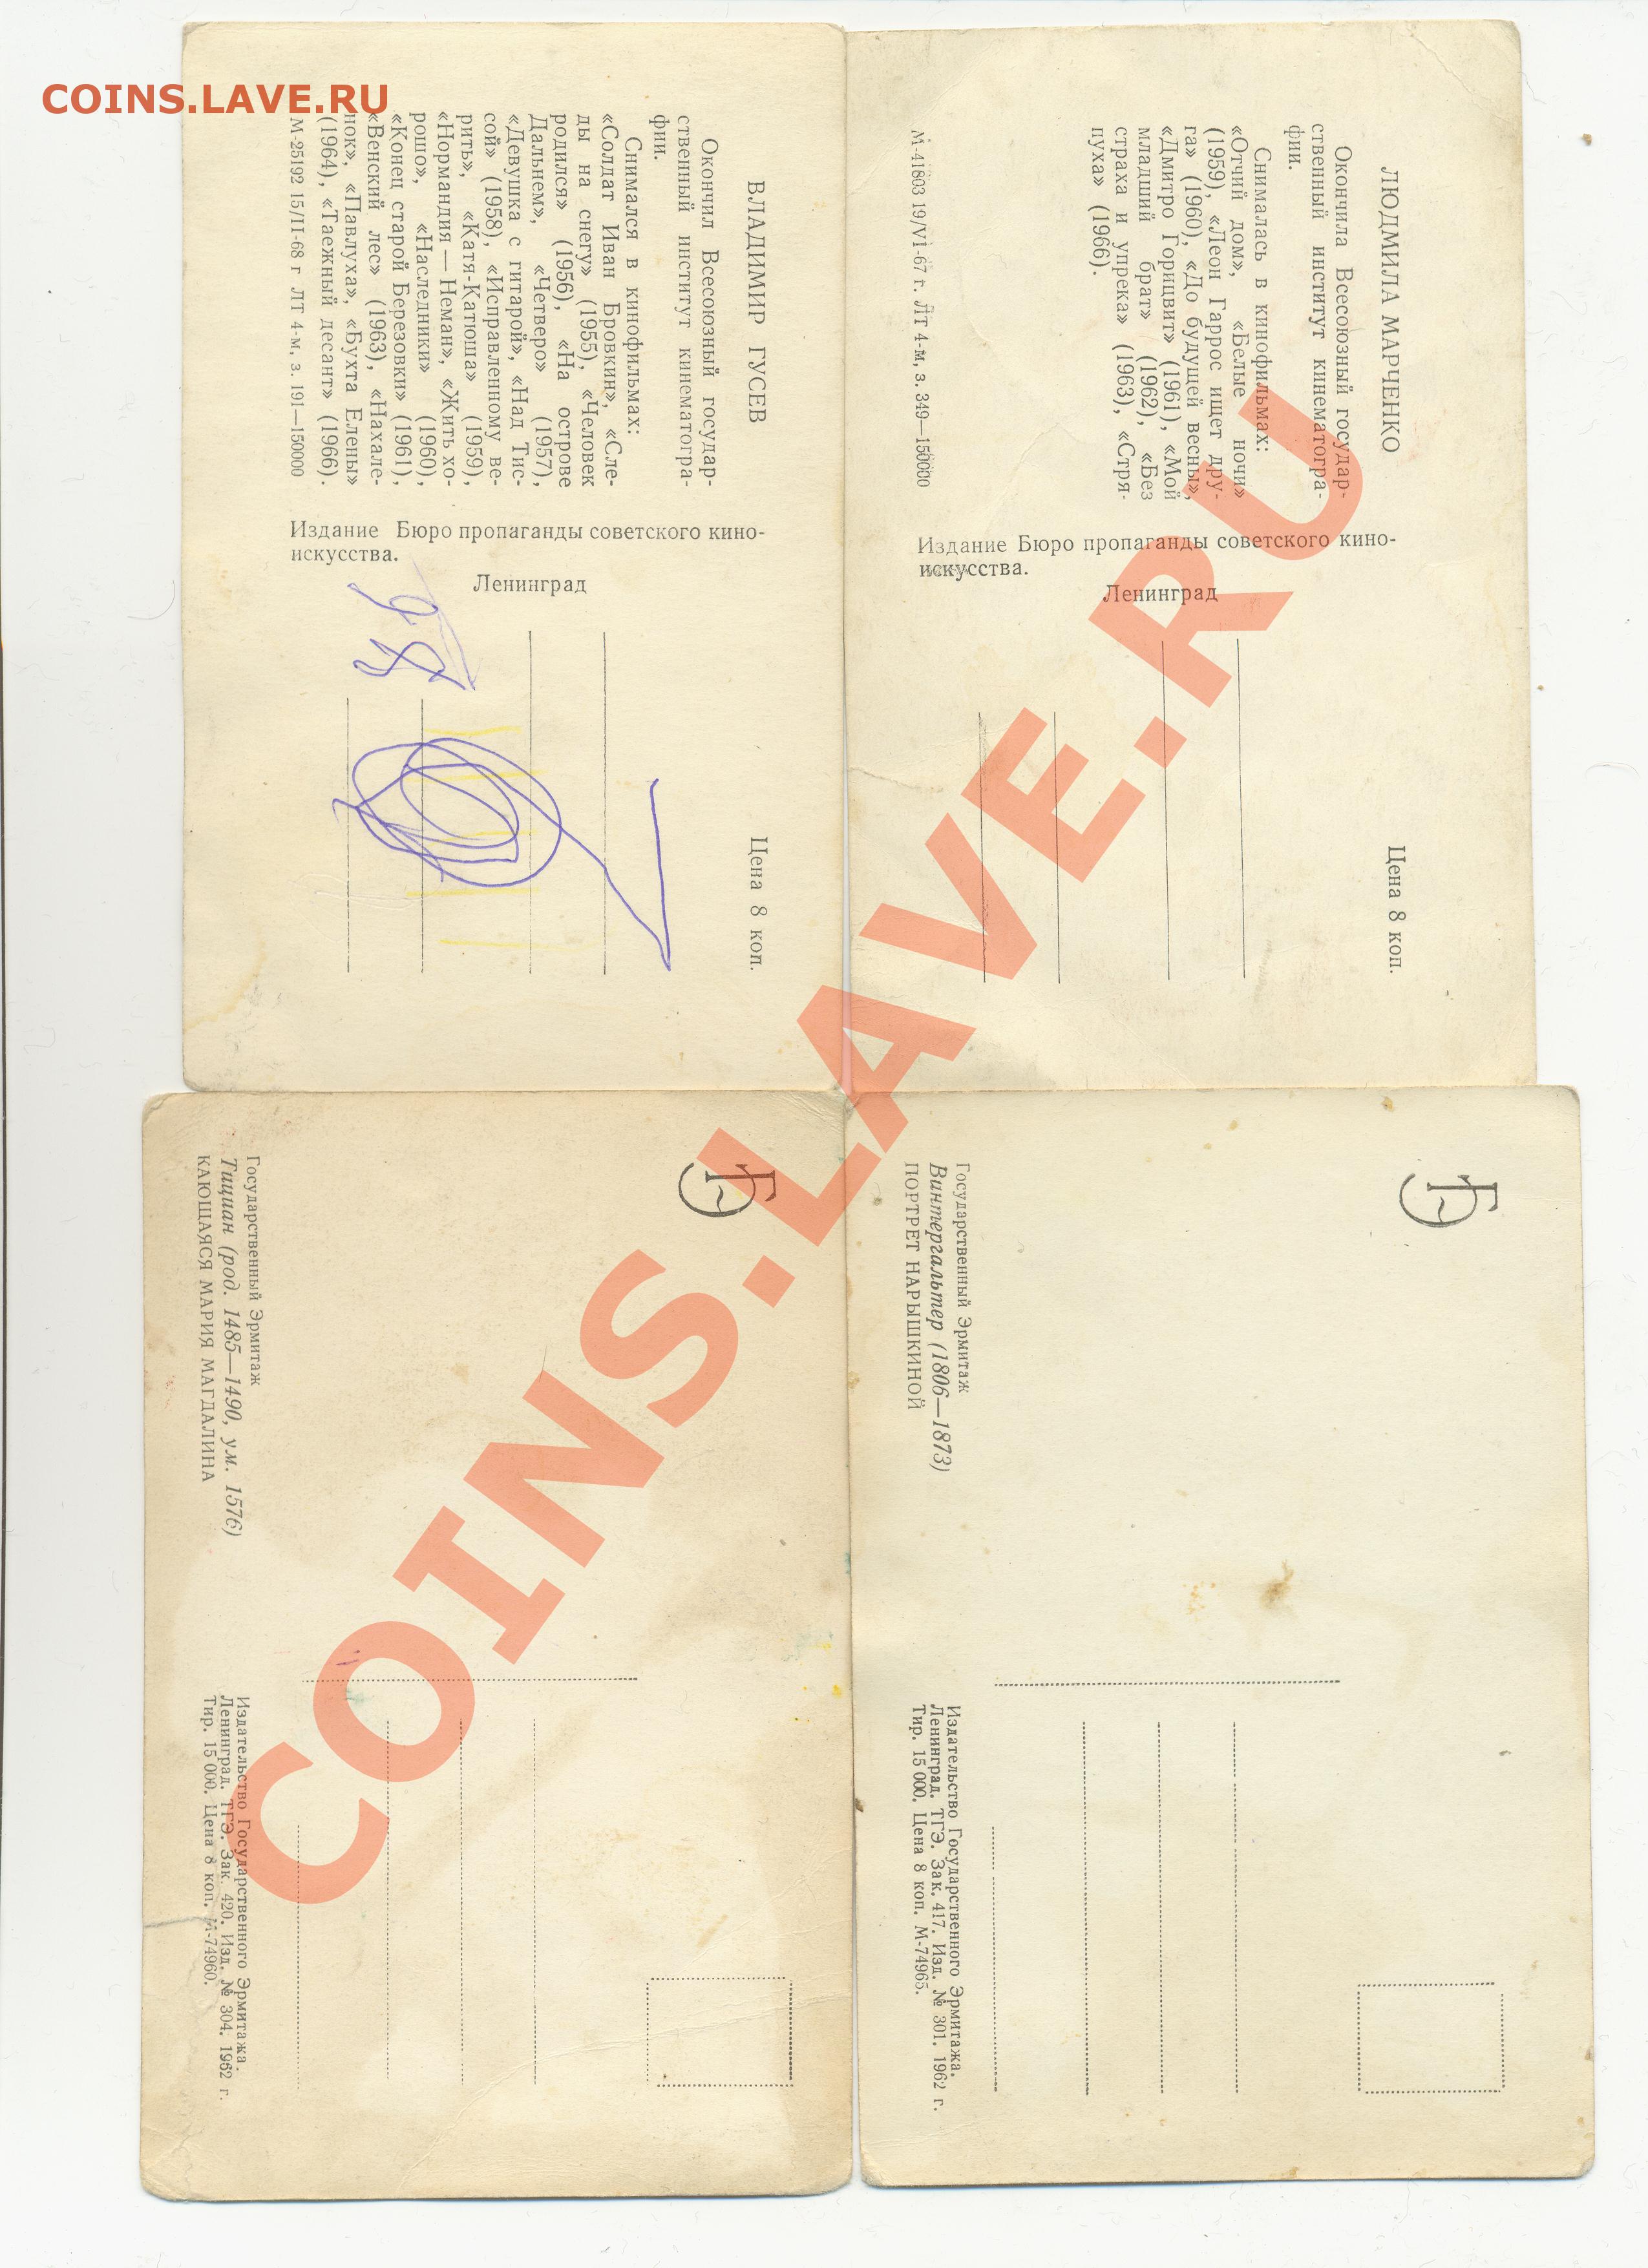 COINS.LAVE.RU
ВЛАДИМИР ГУСЕВ
Окончил Всесоюзный государ-
ственный институт кинематогра-
фии.
Снимался в кинофильмах:
«Солдат Иван Бровкин», «Сле-
ды на снегу» (1955), «Человек
родился» (1956), «На острове
Дальнем», «Четверо» (1957),
«Девушка с гитарой», «Над Тис-
сой» (1958), «Исправленному ве-
рить», «Катя-Катюша» (1959),
«Нормандия — Неман», «Жить хо-
рошо», «Наследники» (1960),
«Конец старой Березовки» (1961),
«Венский лес» (1963), «Нахале-
нок», «Павлуха», «Бухта Елены»
(1964), «Таежный десант» (1966).
М-25192 15/II-68 г ЛТ 4-м, з. 191—150000
Издание Бюро пропаганды советского кино-
искусства.
Ленинград
Цена 8 коп.
ЛЮДМИЛА МАРЧЕНКО
Окончила Всесоюзный государ-
ственный институт кинематогра-
фии.
Снималась в кинофильмах:
«Отчий дом», «Белые ночи»
(1959), «Леон Гаррос ищет дру-
га» (1960), «До будущей весны»,
«Дмитро Горицвит» (1961), «Мой
младший брат» (1962), «Без
страха и упрека» (1963), «Стря-
пуха» (1966).
М-41803 19/VI-67 г. ЛТ 4-м, з. 349—150000
Издание Бюро пропаганды советского кино-
искусства.
Ленинград
Цена 8 коп.
Государственный Эрмитаж
Тициан (род. 1485—1490, ум. 1576)
КАЮЩАЯСЯ МАРИЯ МАГДАЛИНА
Издательство Государственного Эрмитажа.
Ленинград. ТГЭ. Зак. 420. Изд. № 304. 1962 г.
Тир. 15 000. Цена 8 коп. М-74960.
Государственный Эрмитаж
Винтергальтер (1806—1873)
ПОРТРЕТ НАРЫШКИНОЙ
Издательство Государственного Эрмитажа.
Ленинград. ТГЭ. Зак. 417. Изд. № 301. 1962 г.
Тир. 15 000. Цена 8 коп. М-74965.
COINS.LAVE.RU